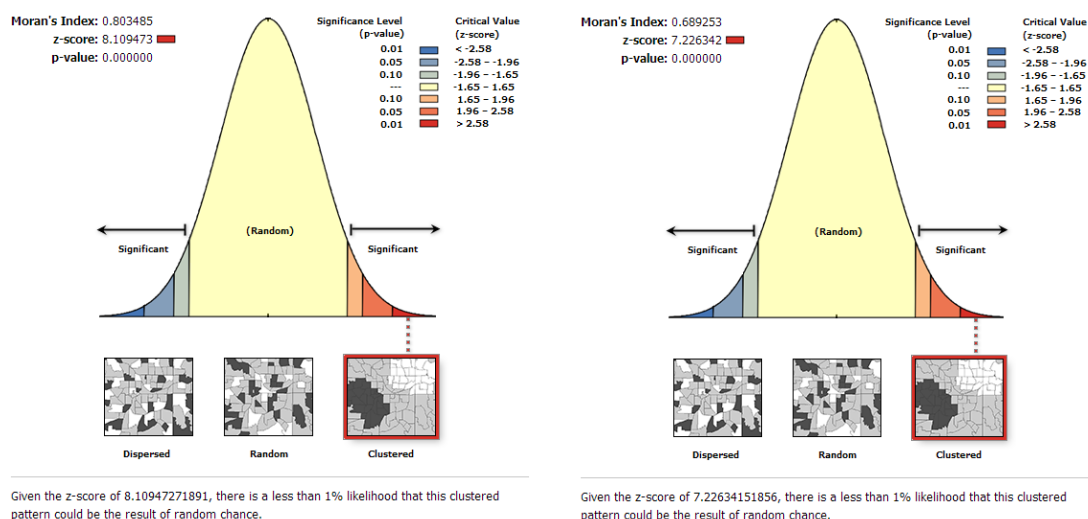 Moran's Index: 0.803485
z-score: 8.109473
p-value: 0.000000
Significance Level
(p-value)
Critical Value
(z-score)
0.01 < -2.58
0.05 -2.58 – -1.96
0.10 -1.96 – -1.65
--- -1.65 – 1.65
0.10 1.65 – 1.96
0.05 1.96 – 2.58
0.01 > 2.58
(Random)
Significant
Significant
Dispersed
Random
Clustered
Given the z-score of 8.10947271891, there is a less than 1% likelihood that this clustered
pattern could be the result of random chance.
Moran's Index: 0.689253
z-score: 7.226342
p-value: 0.000000
Significance Level
(p-value)
Critical Value
(z-score)
0.01 < -2.58
0.05 -2.58 – -1.96
0.10 -1.96 – -1.65
--- -1.65 – 1.65
0.10 1.65 – 1.96
0.05 1.96 – 2.58
0.01 > 2.58
(Random)
Significant
Significant
Dispersed
Random
Clustered
Given the z-score of 7.22634151856, there is a less than 1% likelihood that this clustered
pattern could be the result of random chance.